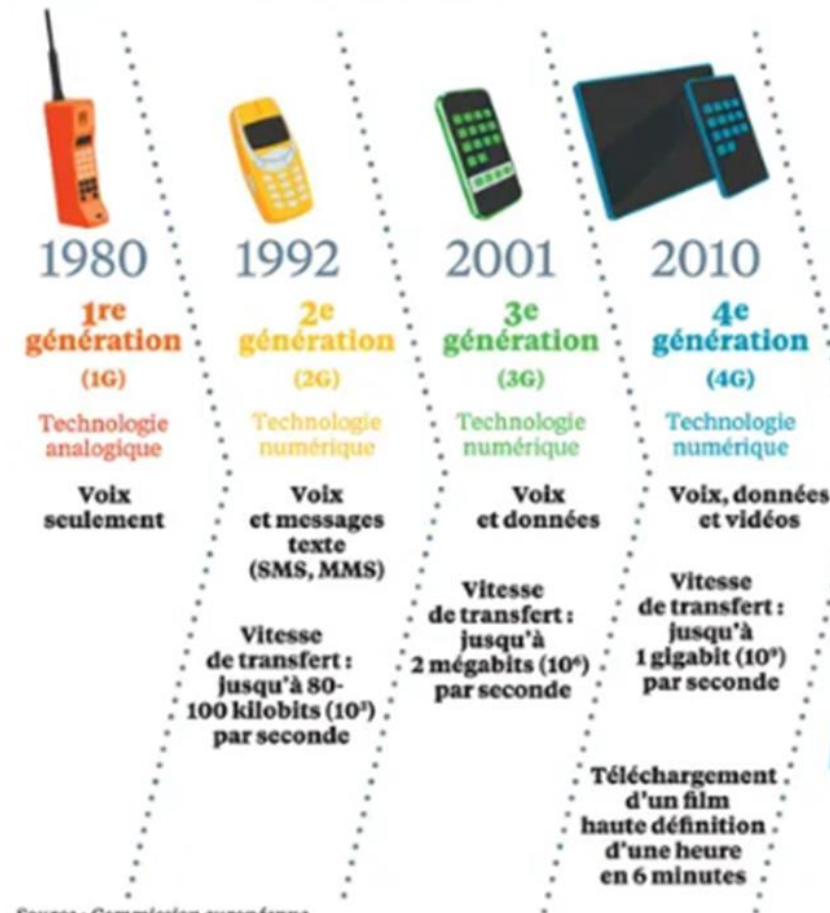 1980
1re
génération
(1G)
Technologie
analogique
Voix
seulement
1992
2e
génération
(2G)
Technologie
numérique
Voix
et messages
texte
(SMS, MMS)
Vitesse
de transfert :
jusqu'à 80-
100 kilobits (10³)
par seconde
2001
3e
génération
(3G)
Technologie
numérique
Voix
et données
Vitesse
de transfert :
jusqu'à
2 mégabits (10⁶)
par seconde
2010
4e
génération
(4G)
Technologie
numérique
Voix, données
et vidéos
Vitesse
de transfert :
jusqu'à
1 gigabit (10⁹)
par seconde
Téléchargement
d'un film
haute définition
d'une heure
en 6 minutes
Source : Commission européenne